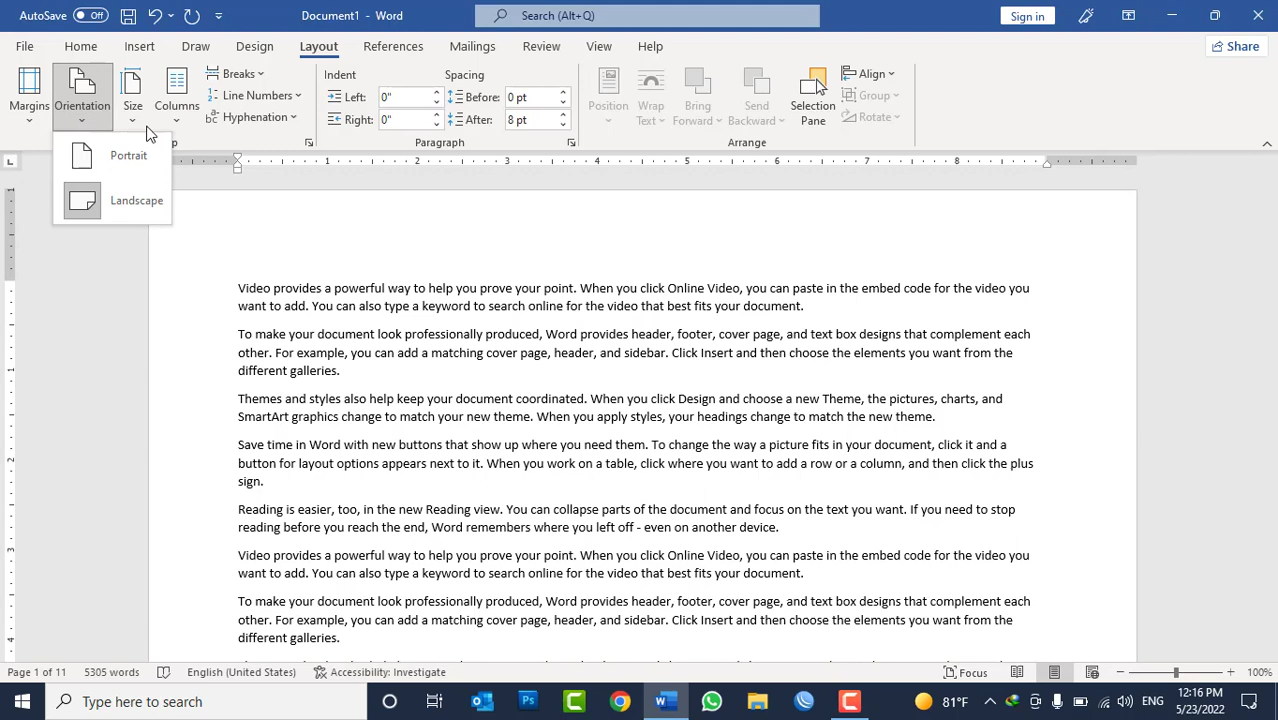 AutoSave Off Document1 - Word Search (Alt+Q) Sign in
File Home Insert Draw Design Layout References Mailings Review View Help Share
Margins Orientation Size Columns Breaks Line Numbers Hyphenation
Indent Left: 0" Right: 0"
Spacing Before: 0 pt After: 8 pt
Position Wrap Text Bring Forward Send Backward Selection Pane Align Group Rotate
p Paragraph Arrange
Portrait
Landscape
1 2 3 4 5 6 7 8
Video provides a powerful way to help you prove your point. When you click Online Video, you can paste in the embed code for the video you
want to add. You can also type a keyword to search online for the video that best fits your document.
To make your document look professionally produced, Word provides header, footer, cover page, and text box designs that complement each
other. For example, you can add a matching cover page, header, and sidebar. Click Insert and then choose the elements you want from the
different galleries.
Themes and styles also help keep your document coordinated. When you click Design and choose a new Theme, the pictures, charts, and
SmartArt graphics change to match your new theme. When you apply styles, your headings change to match the new theme.
Save time in Word with new buttons that show up where you need them. To change the way a picture fits in your document, click it and a
button for layout options appears next to it. When you work on a table, click where you want to add a row or a column, and then click the plus
sign.
Reading is easier, too, in the new Reading view. You can collapse parts of the document and focus on the text you want. If you need to stop
reading before you reach the end, Word remembers where you left off - even on another device.
Video provides a powerful way to help you prove your point. When you click Online Video, you can paste in the embed code for the video you
want to add. You can also type a keyword to search online for the video that best fits your document.
To make your document look professionally produced, Word provides header, footer, cover page, and text box designs that complement each
other. For example, you can add a matching cover page, header, and sidebar. Click Insert and then choose the elements you want from the
different galleries.
Page 1 of 11 5305 words English (United States) Accessibility: Investigate Focus 100%
Type here to search Ps 81°F ENG 12:16 PM
5/23/2022